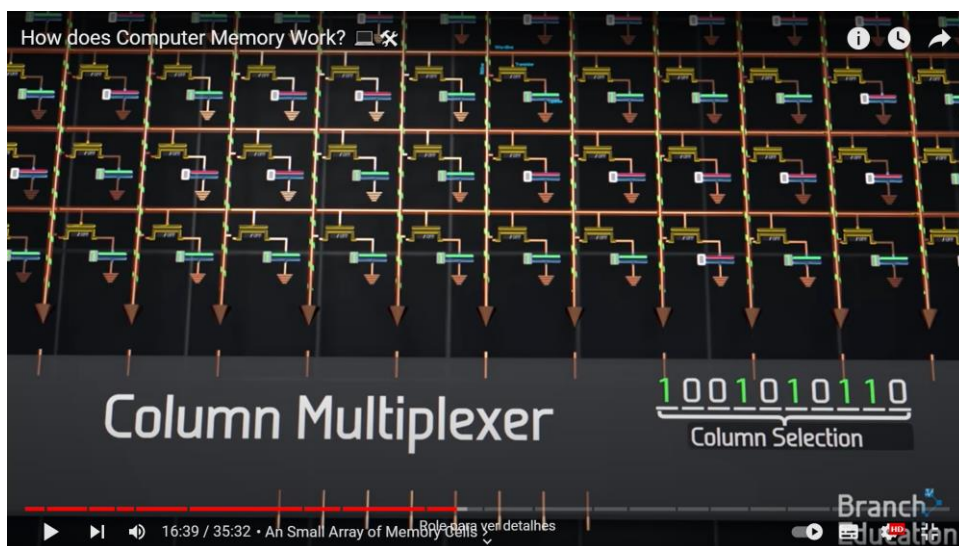 How does Computer Memory Work? 💻🛠
Column Multiplexer
1001010110
Column Selection
Branch
Education
16:39 / 35:32 • An Small Array of Memory Cells >
Role para ver detalhes
HD